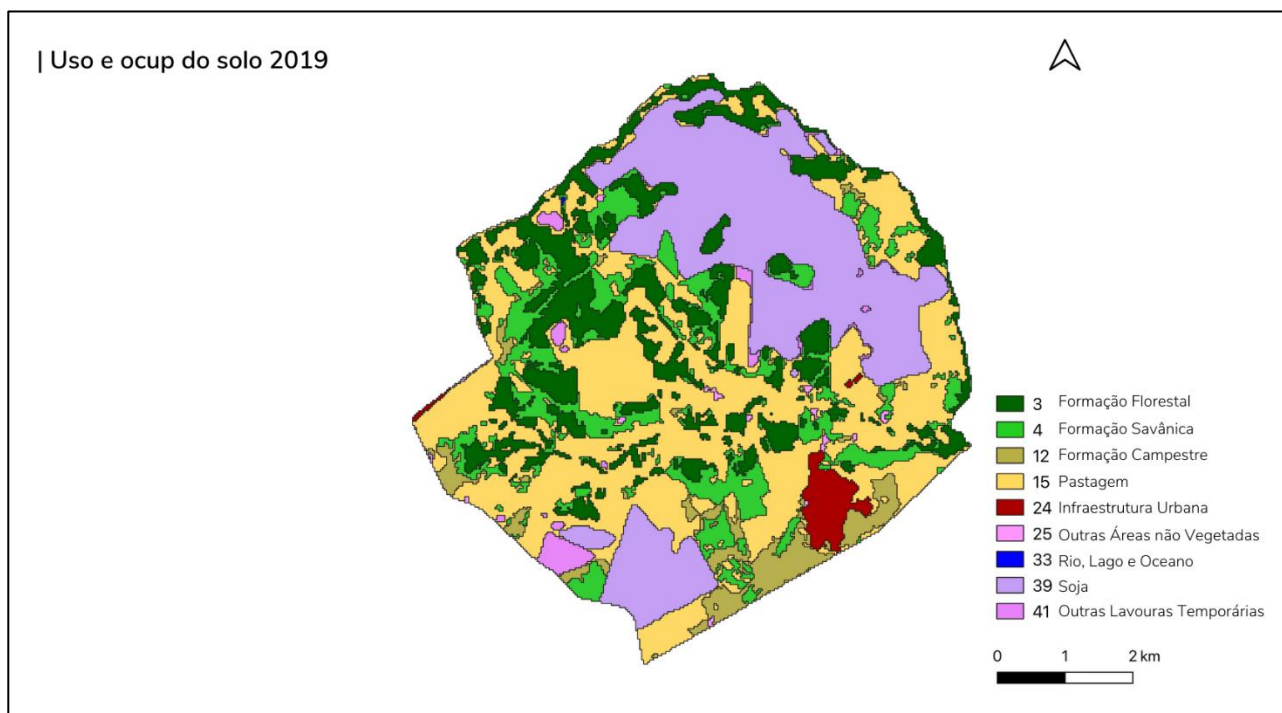 | Uso e ocup do solo 2019
3 Formação Florestal
4 Formação Savânica
12 Formação Campestre
15 Pastagem
24 Infraestrutura Urbana
25 Outras Áreas não Vegetadas
33 Rio, Lago e Oceano
39 Soja
41 Outras Lavouras Temporárias
0 1 2 km